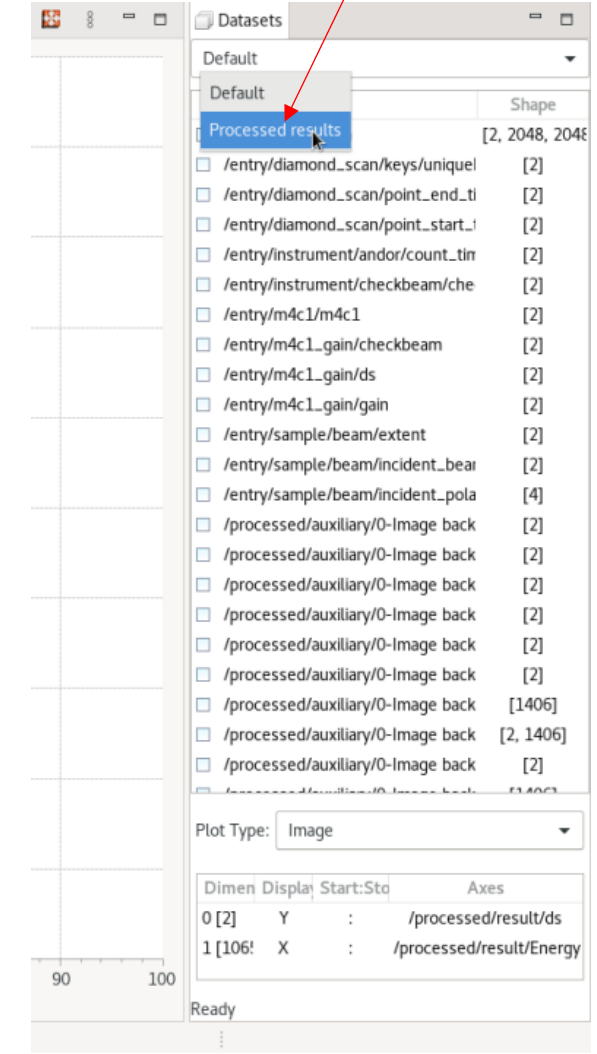 Datasets
Default
Default
Shape
Processed results
[2, 2048, 2048
/entry/diamond_scan/keys/uniqueI [2]
/entry/diamond_scan/point_end_ti [2]
/entry/diamond_scan/point_start_t [2]
/entry/instrument/andor/count_tim [2]
/entry/instrument/checkbeam/che [2]
/entry/m4c1/m4c1 [2]
/entry/m4c1_gain/checkbeam [2]
/entry/m4c1_gain/ds [2]
/entry/m4c1_gain/gain [2]
/entry/sample/beam/extent [2]
/entry/sample/beam/incident_bear [2]
/entry/sample/beam/incident_pola [4]
/processed/auxiliary/0-Image back [2]
/processed/auxiliary/0-Image back [2]
/processed/auxiliary/0-Image back [2]
/processed/auxiliary/0-Image back [2]
/processed/auxiliary/0-Image back [2]
/processed/auxiliary/0-Image back [2]
/processed/auxiliary/0-Image back [1406]
/processed/auxiliary/0-Image back [2, 1406]
/processed/auxiliary/0-Image back [2]
Plot Type: Image
Dimen Display Start:Sto Axes
0 [2] Y : /processed/result/ds
1 [106! X : /processed/result/Energy
90 100
Ready